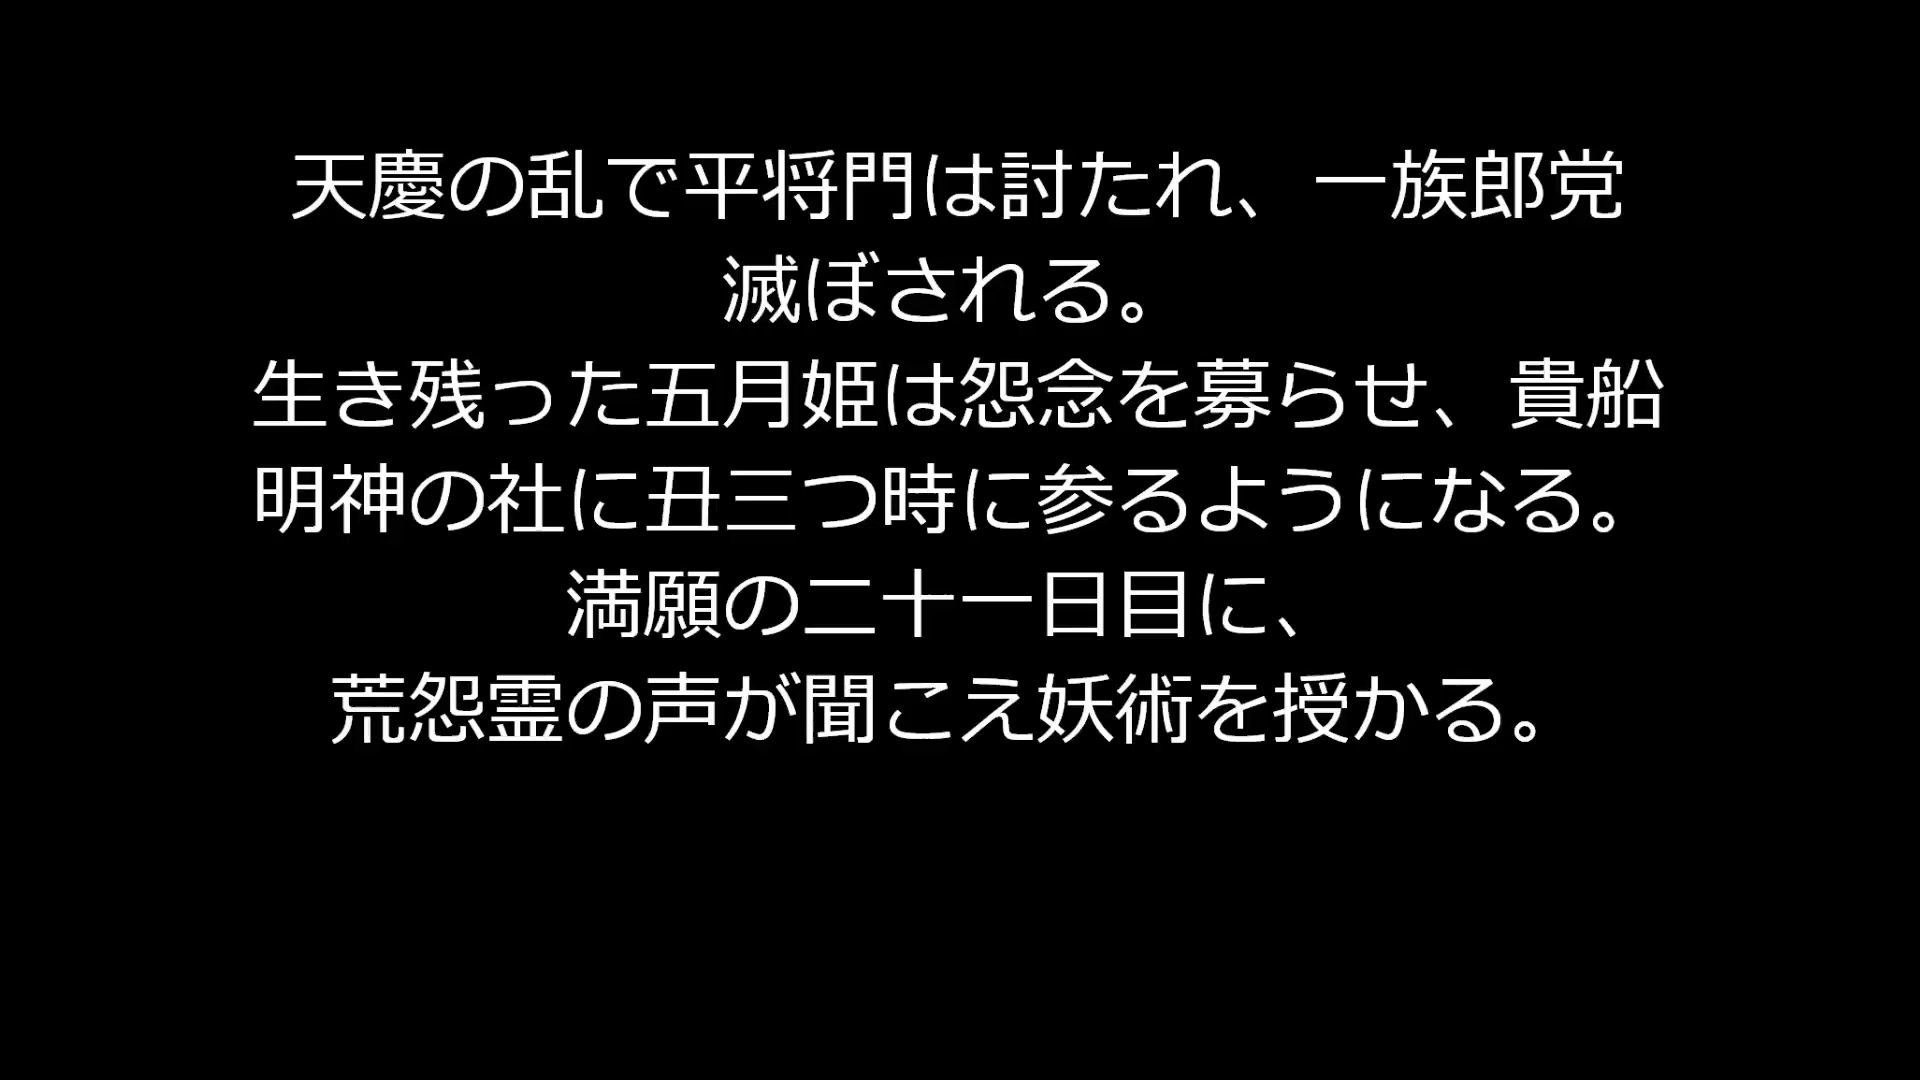 天慶の乱で平将門は討たれ、一族郎党
滅ぼされる。
生き残った五月姫は怨念を募らせ、貴船
明神の社に丑三つ時に参るようになる。
満願の二十一日目に、
荒怨霊の声が聞こえ妖術を授かる。